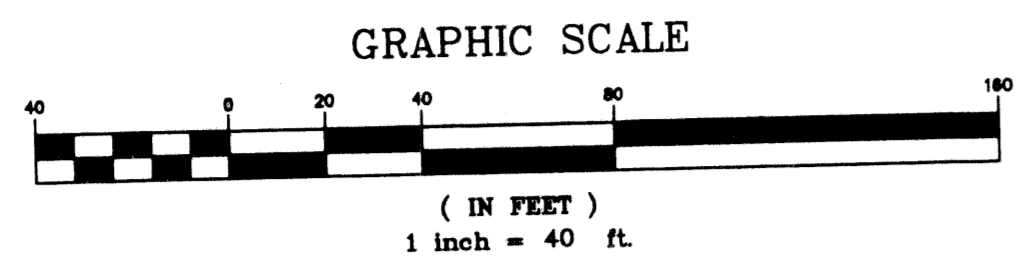 GRAPHIC SCALE
40 0 20 40 80 160
( IN FEET )
1 inch = 40 ft.